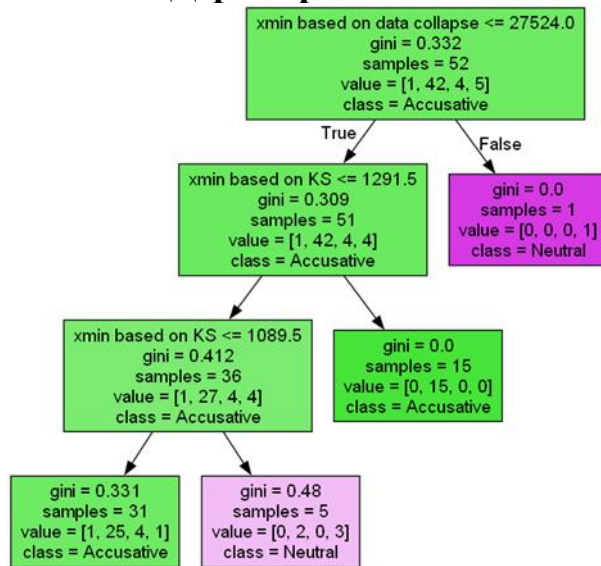 xmin based on data collapse <= 27524.0
gini = 0.332
samples = 52
value = [1, 42, 4, 5]
class = Accusative
True
False
xmin based on KS <= 1291.5
gini = 0.309
samples = 51
value = [1, 42, 4, 4]
class = Accusative
gini = 0.0
samples = 1
value = [0, 0, 0, 1]
class = Neutral
xmin based on KS <= 1089.5
gini = 0.412
samples = 36
value = [1, 27, 4, 4]
class = Accusative
gini = 0.0
samples = 15
value = [0, 15, 0, 0]
class = Accusative
gini = 0.331
samples = 31
value = [1, 25, 4, 1]
class = Accusative
gini = 0.48
samples = 5
value = [0, 2, 0, 3]
class = Neutral